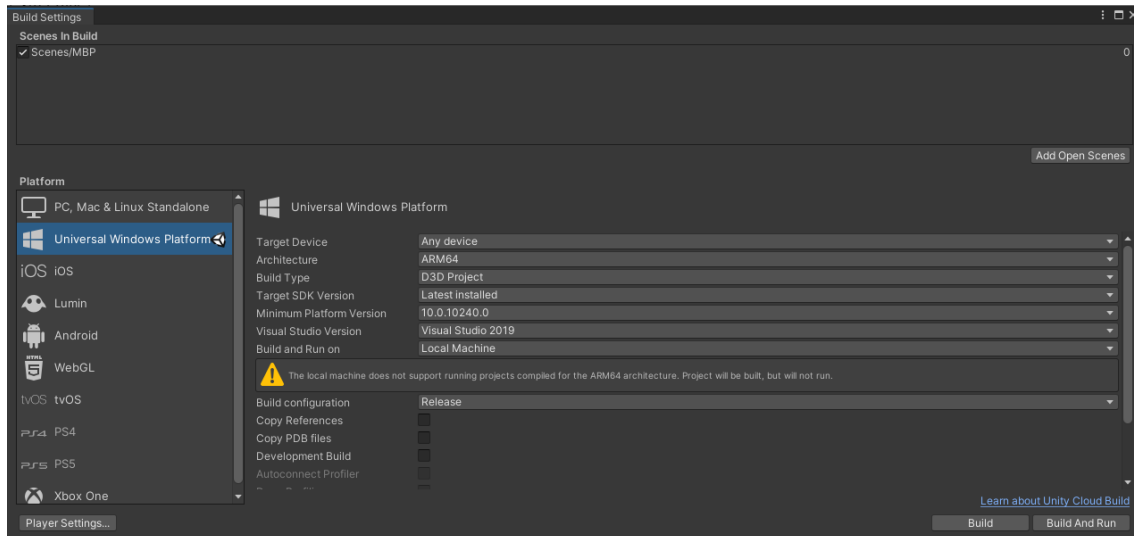 Build Settings
Scenes In Build
Scenes/MBP 0
Add Open Scenes
Platform
PC, Mac & Linux Standalone
Universal Windows Platform
iOS iOS
Lumin
Android
HTML 5 WebGL
tvOS tvOS
PS4 PS4
PS5 PS5
Xbox One
Universal Windows Platform
Target Device Any device
Architecture ARM64
Build Type D3D Project
Target SDK Version Latest installed
Minimum Platform Version 10.0.10240.0
Visual Studio Version Visual Studio 2019
Build and Run on Local Machine
The local machine does not support running projects compiled for the ARM64 architecture. Project will be built, but will not run.
Build configuration Release
Copy References
Copy PDB files
Development Build
Autoconnect Profiler
Learn about Unity Cloud Build
Player Settings... Build Build And Run